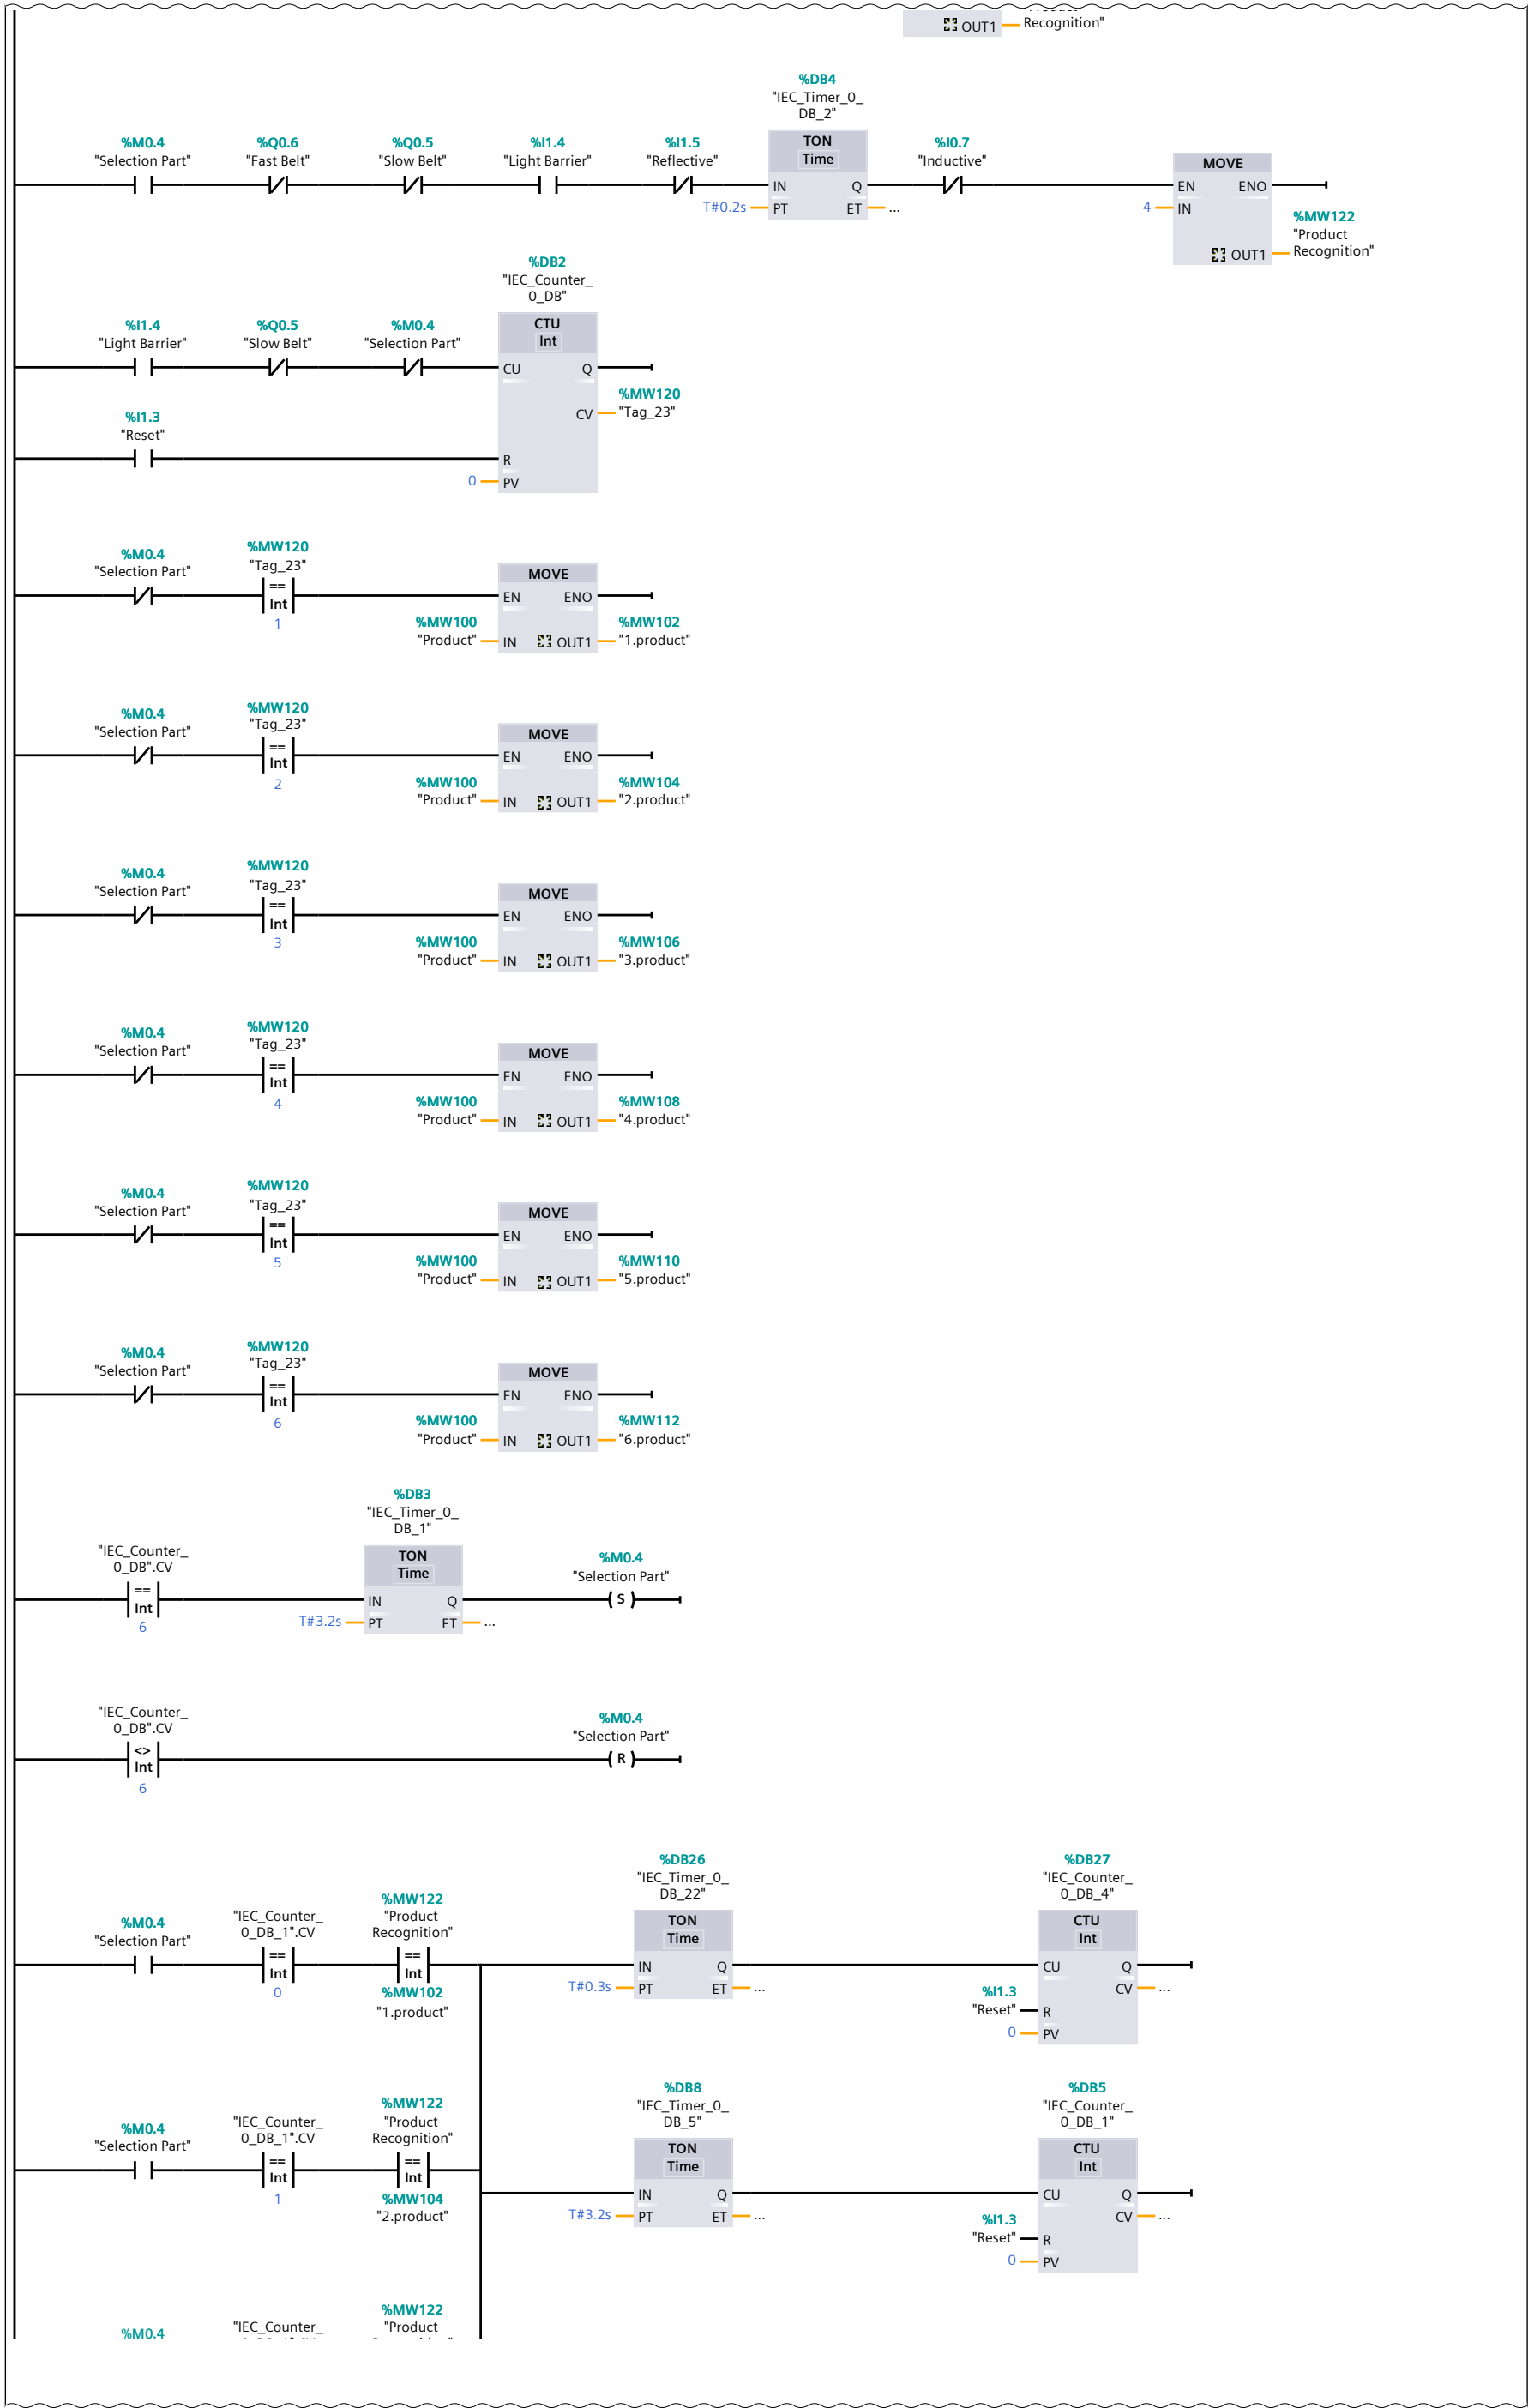 OUT1
Recognition"
%DB4
"IEC_Timer_0_
DB_2"
%M0.4
%Q0.6
%Q0.5
%I1.4
%I1.5
TON
%I0.7
"Selection Part"
"Fast Belt"
"Slow Belt"
"Light Barrier"
"Reflective"
Time
"Inductive"
MOVE
IN
Q
EN
ENO
T#0.2s
PT
ET
...
4
IN
%MW122
"Product
Recognition"
OUT1
%DB2
"IEC_Counter_
0_DB"
%I1.4
%Q0.5
%M0.4
CTU
"Light Barrier"
"Slow Belt"
"Selection Part"
Int
CU
Q
%MW120
CV
"Tag_23"
%I1.3
"Reset"
R
0
PV
%M0.4
%MW120
"Selection Part"
"Tag_23"
MOVE
==
Int
EN
ENO
1
%MW100
%MW102
"Product"
IN
OUT1
"1.product"
%M0.4
%MW120
"Selection Part"
"Tag_23"
MOVE
==
Int
EN
ENO
2
%MW100
%MW104
"Product"
IN
OUT1
"2.product"
%M0.4
%MW120
"Selection Part"
"Tag_23"
MOVE
==
Int
EN
ENO
3
%MW100
%MW106
"Product"
IN
OUT1
"3.product"
%M0.4
%MW120
"Selection Part"
"Tag_23"
MOVE
==
Int
EN
ENO
4
%MW100
%MW108
"Product"
IN
OUT1
"4.product"
%M0.4
%MW120
"Selection Part"
"Tag_23"
MOVE
==
Int
EN
ENO
5
%MW100
%MW110
"Product"
IN
OUT1
"5.product"
%M0.4
%MW120
"Selection Part"
"Tag_23"
MOVE
==
Int
EN
ENO
6
%MW100
%MW112
"Product"
IN
OUT1
"6.product"
%DB3
"IEC_Timer_0_
DB_1"
"IEC_Counter_
0_DB".CV
TON
Time
%M0.4
"Selection Part"
==
Int
IN
Q
S
6
T#3.2s
PT
ET
...
"IEC_Counter_
0_DB".CV
%M0.4
"Selection Part"
<>
Int
R
6
%DB26
"IEC_Timer_0_
DB_22"
%DB27
"IEC_Counter_
0_DB_4"
%M0.4
"Selection Part"
"IEC_Counter_
0_DB_1".CV
%MW122
"Product
Recognition"
TON
Time
CTU
Int
==
Int
==
Int
IN
Q
CU
Q
0
%MW102
"1.product"
T#0.3s
PT
ET
...
CV
...
%I1.3
"Reset"
R
0
PV
%DB8
"IEC_Timer_0_
DB_5"
%DB5
"IEC_Counter_
0_DB_1"
%M0.4
"Selection Part"
"IEC_Counter_
0_DB_1".CV
%MW122
"Product
Recognition"
TON
Time
CTU
Int
==
Int
==
Int
1
%MW104
"2.product"
IN
Q
CU
Q
T#3.2s
PT
ET
...
CV
...
%I1.3
"Reset"
R
0
PV
%M0.4
"IEC_Counter_
%MW122
"Product